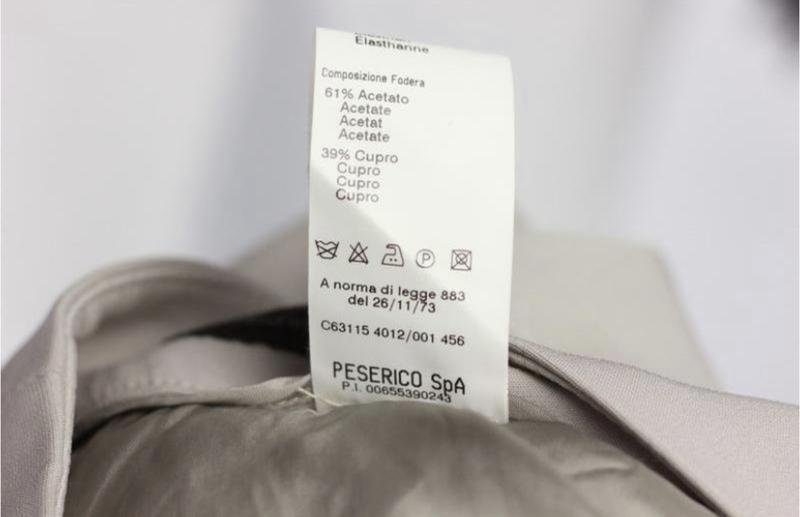 Elasthanne
Composizione Fodera
61% Acetato
Acetate
Acetat
Acetate
39% Cupro
Cupro
Cupro
Cupro
P
A norma di legge 883
del 26/11/73
C63115 4012/001 456
PESERICO SpA
P.I. 00655390243